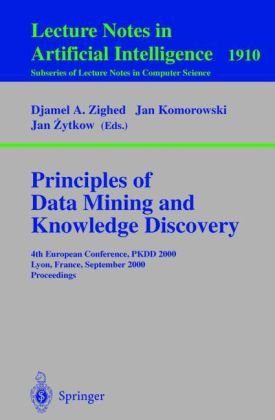 Lecture Notes in
Artificial Intelligence 1910
Subseries of Lecture Notes in Computer Science
Djamel A. Zighed Jan Komorowski
Jan Żytkow (Eds.)
Principles of
Data Mining and
Knowledge Discovery
4th European Conference, PKDD 2000
Lyon, France, September 2000
Proceedings
Springer